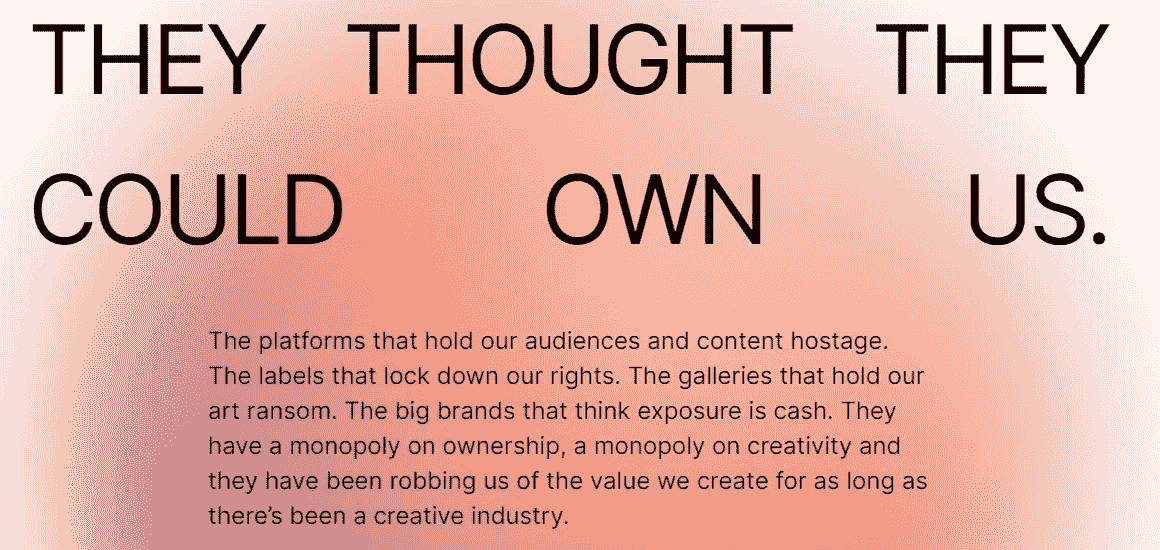 THEY THOUGHT THEY
COULD OWN US.
The platforms that hold our audiences and content hostage.
The labels that lock down our rights. The galleries that hold our
art ransom. The big brands that think exposure is cash. They
have a monopoly on ownership, a monopoly on creativity and
they have been robbing us of the value we create for as long as
there’s been a creative industry.